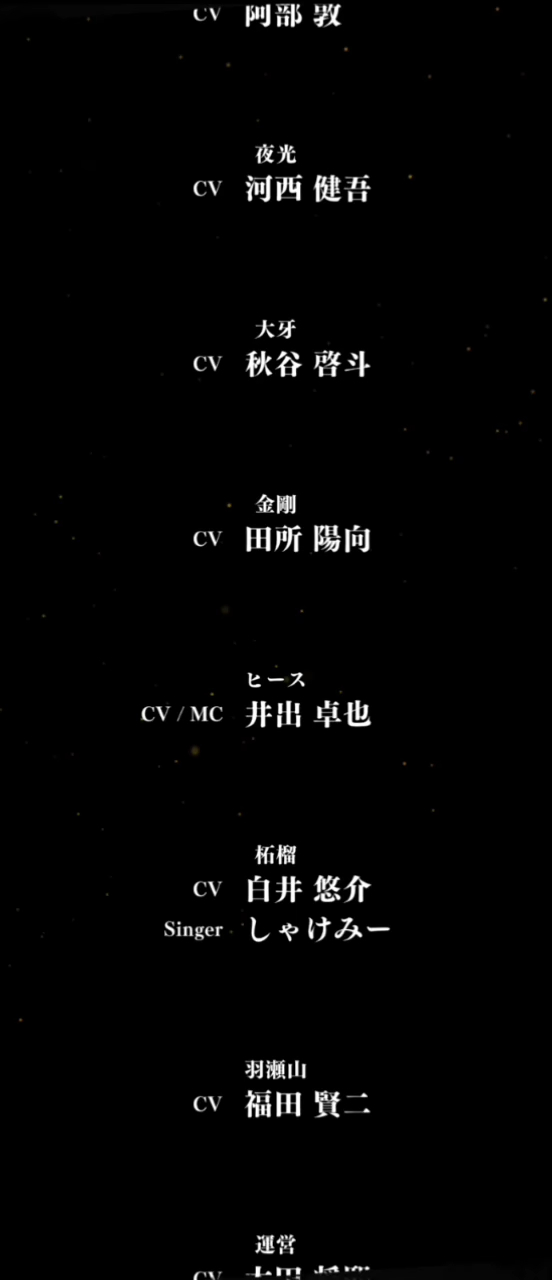 CV 阿部 敦
夜光
CV 河西 健吾
大牙
CV 秋谷 啓斗
金剛
CV 田所 陽向
ヒース
CV / MC 井出 卓也
柘榴
CV 白井 悠介
Singer しゃけみー
羽瀬山
CV 福田 賢二
運営
CV